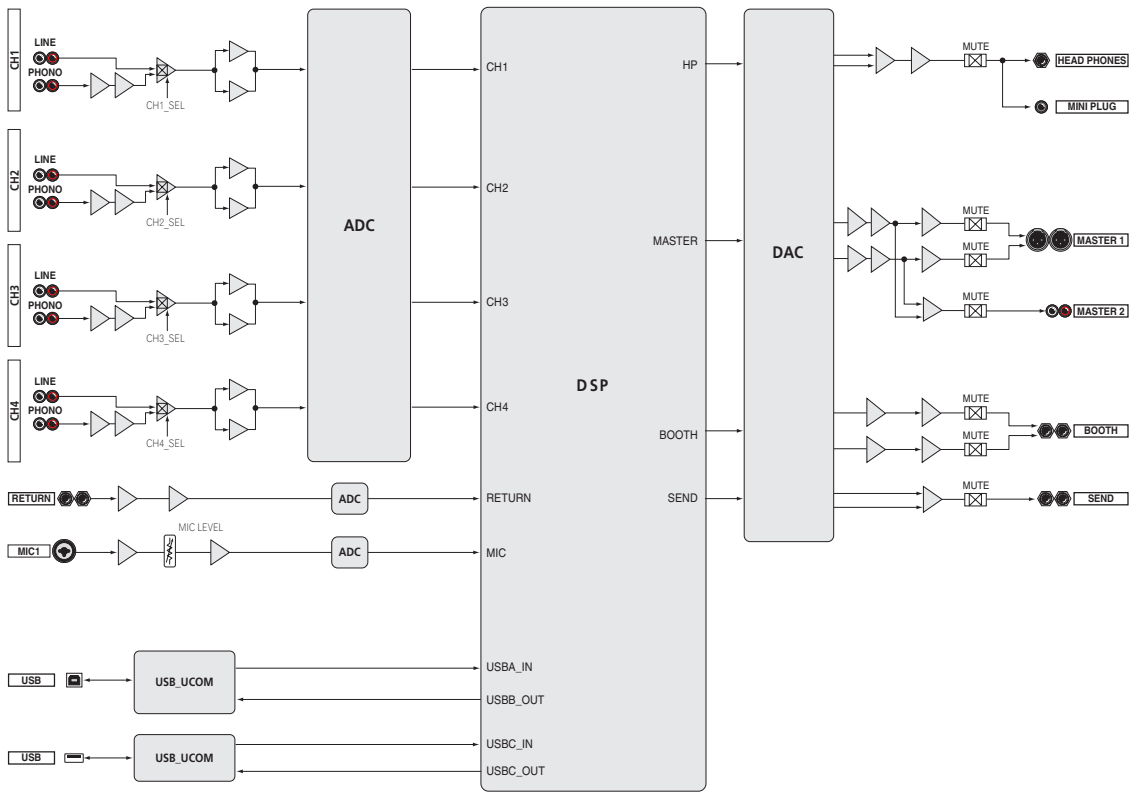 CH1
LINE
PHONO
CH1_SEL
CH2
LINE
PHONO
CH2_SEL
CH3
LINE
PHONO
CH3_SEL
CH4
LINE
PHONO
CH4_SEL
RETURN
MIC1
MIC LEVEL
USB
USB_UCOM
USB
USB_UCOM
ADC
ADC
ADC
CH1
CH2
CH3
CH4
RETURN
MIC
USBA_IN
USBB_OUT
USBC_IN
USBC_OUT
DSP
HP
MASTER
BOOTH
SEND
DAC
MUTE
HEAD PHONES
MINI PLUG
MUTE
MUTE
MASTER 1
MUTE
MASTER 2
MUTE
MUTE
BOOTH
MUTE
SEND